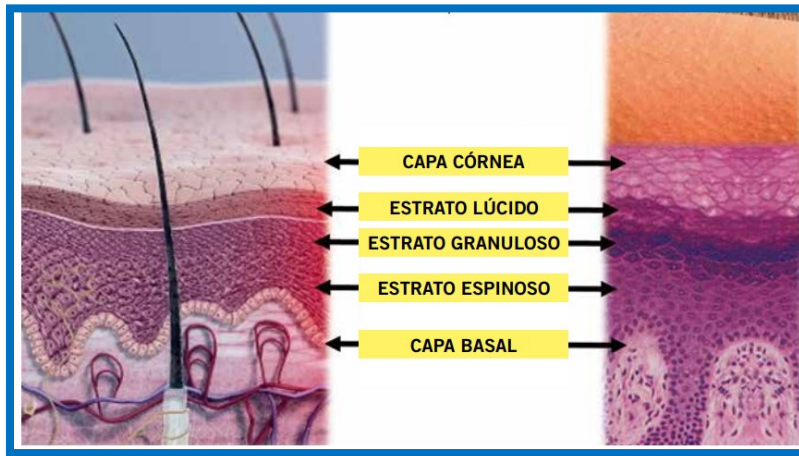 CAPA CÓRNEA
ESTRATO LÚCIDO
ESTRATO GRANULOSO
ESTRATO ESPINOSO
CAPA BASAL